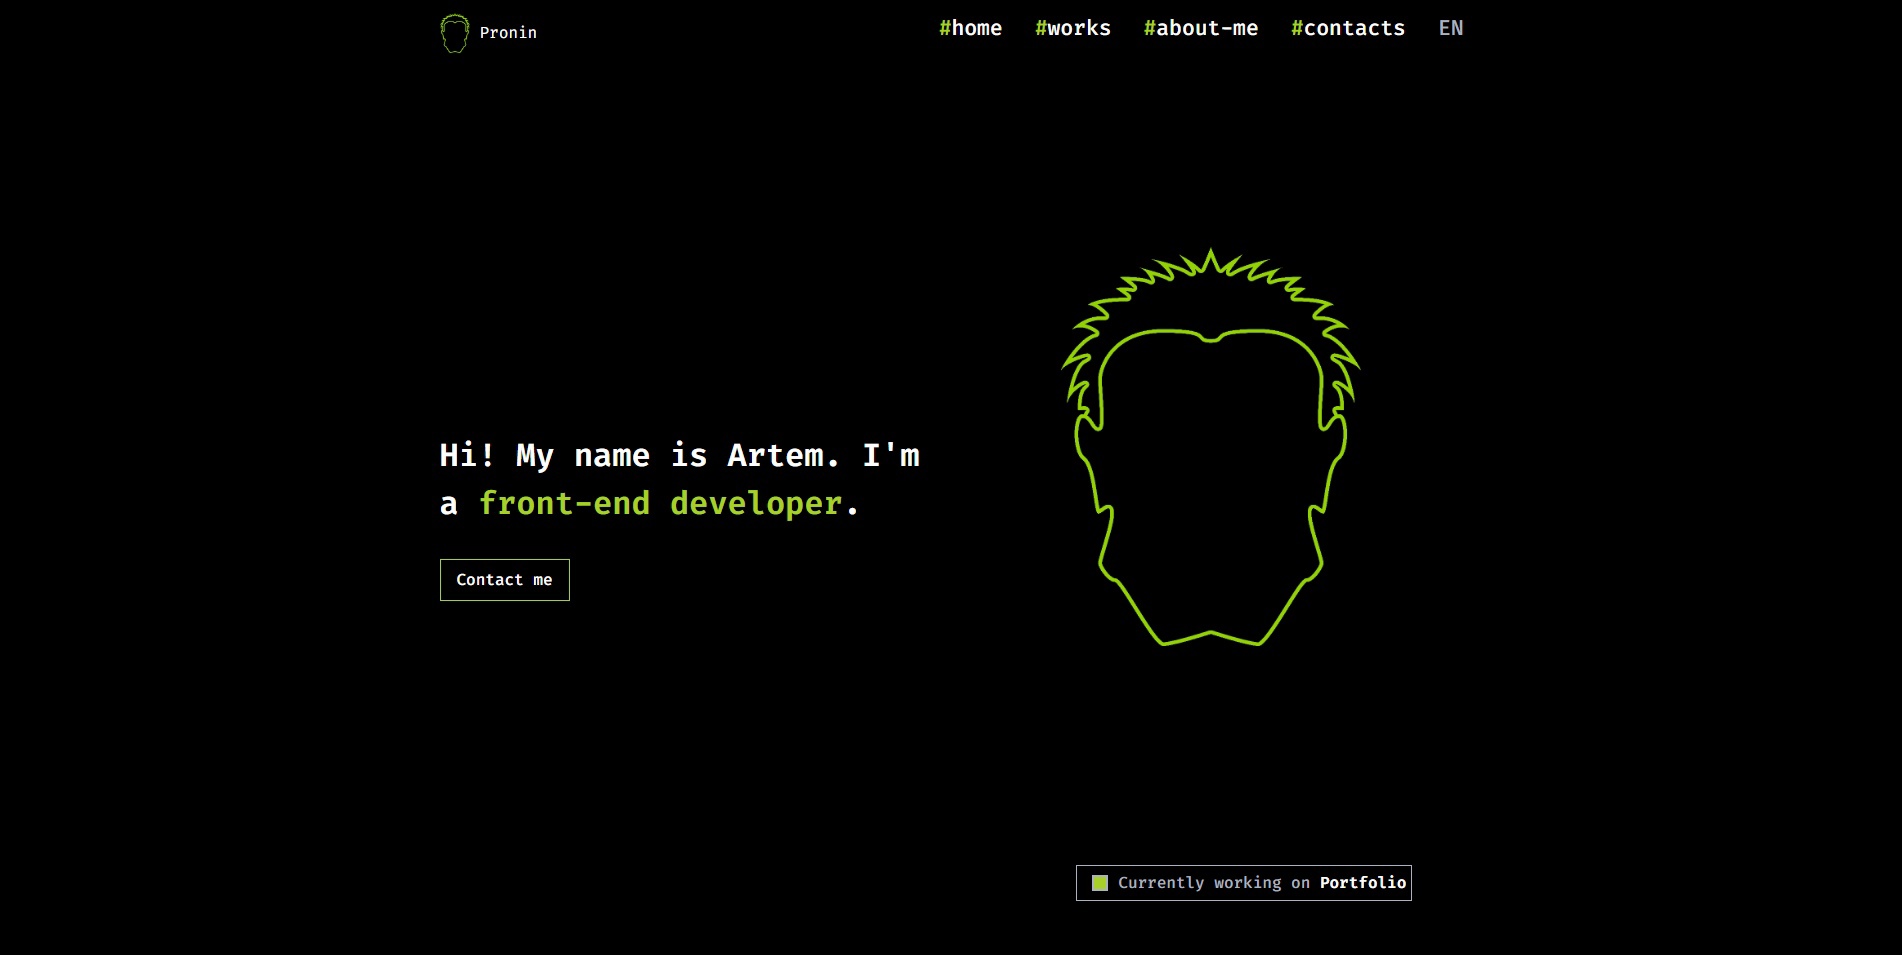 Pronin
#home #works #about-me #contacts EN
Hi! My name is Artem. I'm
a front-end developer.
Contact me
Currently working on Portfolio